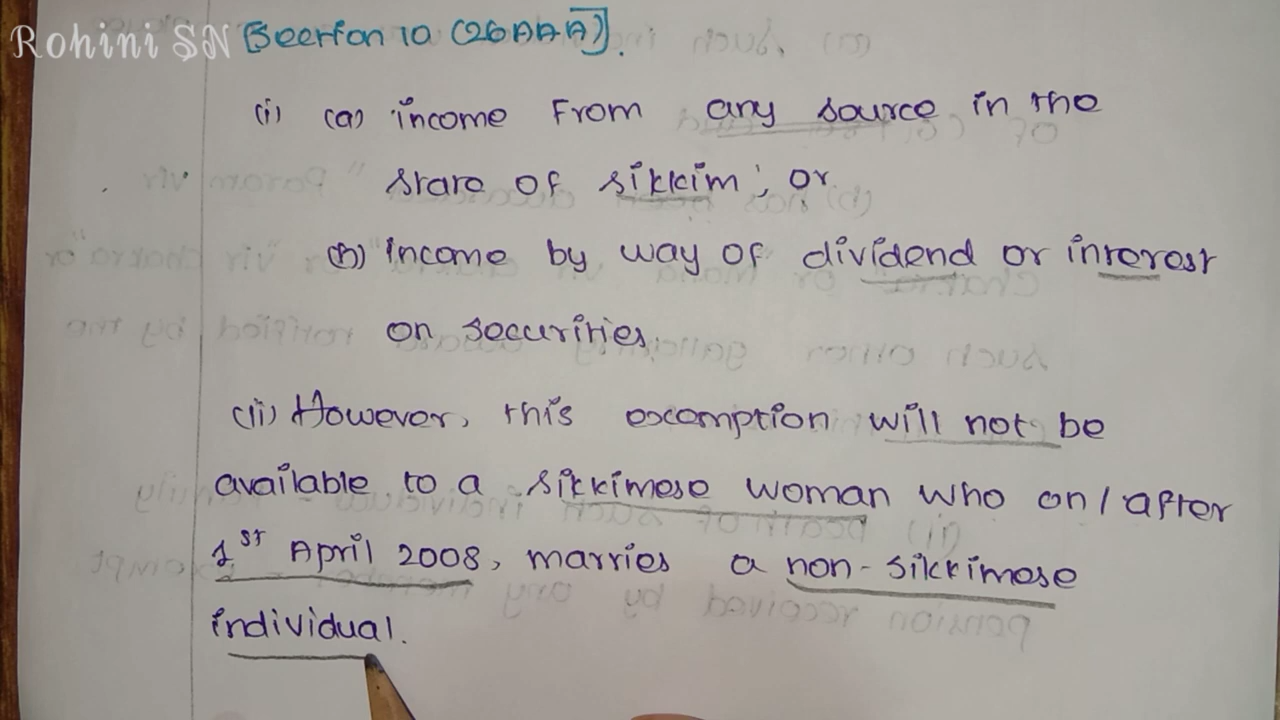 Rohini SN
[Section 10 (26AAA)].
(i) (a) income From any source in the
state of sikkim; or
(b) income by way of dividend or interest
on securities
(ii) However, this exemption will not be
available to a sikkimese woman who on/after
1st April 2008, marries a non-sikkimese
individual.